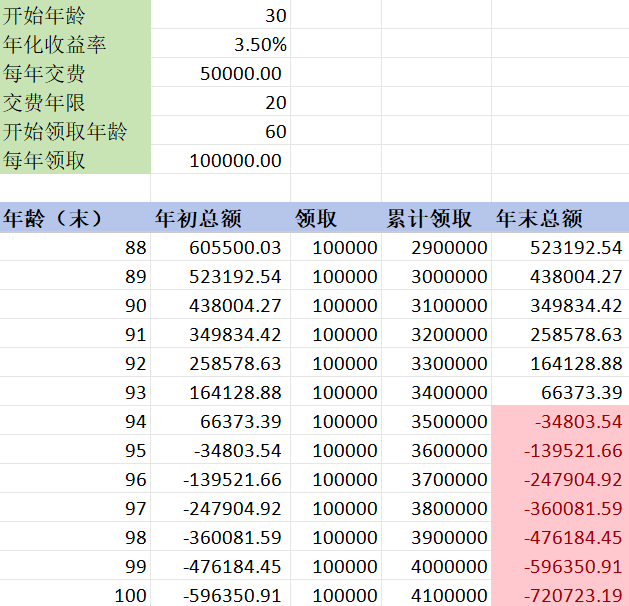 开始年龄 30
年化收益率 3.50%
每年交费 50000.00
交费年限 20
开始领取年龄 60
每年领取 100000.00
年龄（末） 年初总额 领取 累计领取 年末总额
88 605500.03 100000 2900000 523192.54
89 523192.54 100000 3000000 438004.27
90 438004.27 100000 3100000 349834.42
91 349834.42 100000 3200000 258578.63
92 258578.63 100000 3300000 164128.88
93 164128.88 100000 3400000 66373.39
94 66373.39 100000 3500000 -34803.54
95 -34803.54 100000 3600000 -139521.66
96 -139521.66 100000 3700000 -247904.92
97 -247904.92 100000 3800000 -360081.59
98 -360081.59 100000 3900000 -476184.45
99 -476184.45 100000 4000000 -596350.91
100 -596350.91 100000 4100000 -720723.19